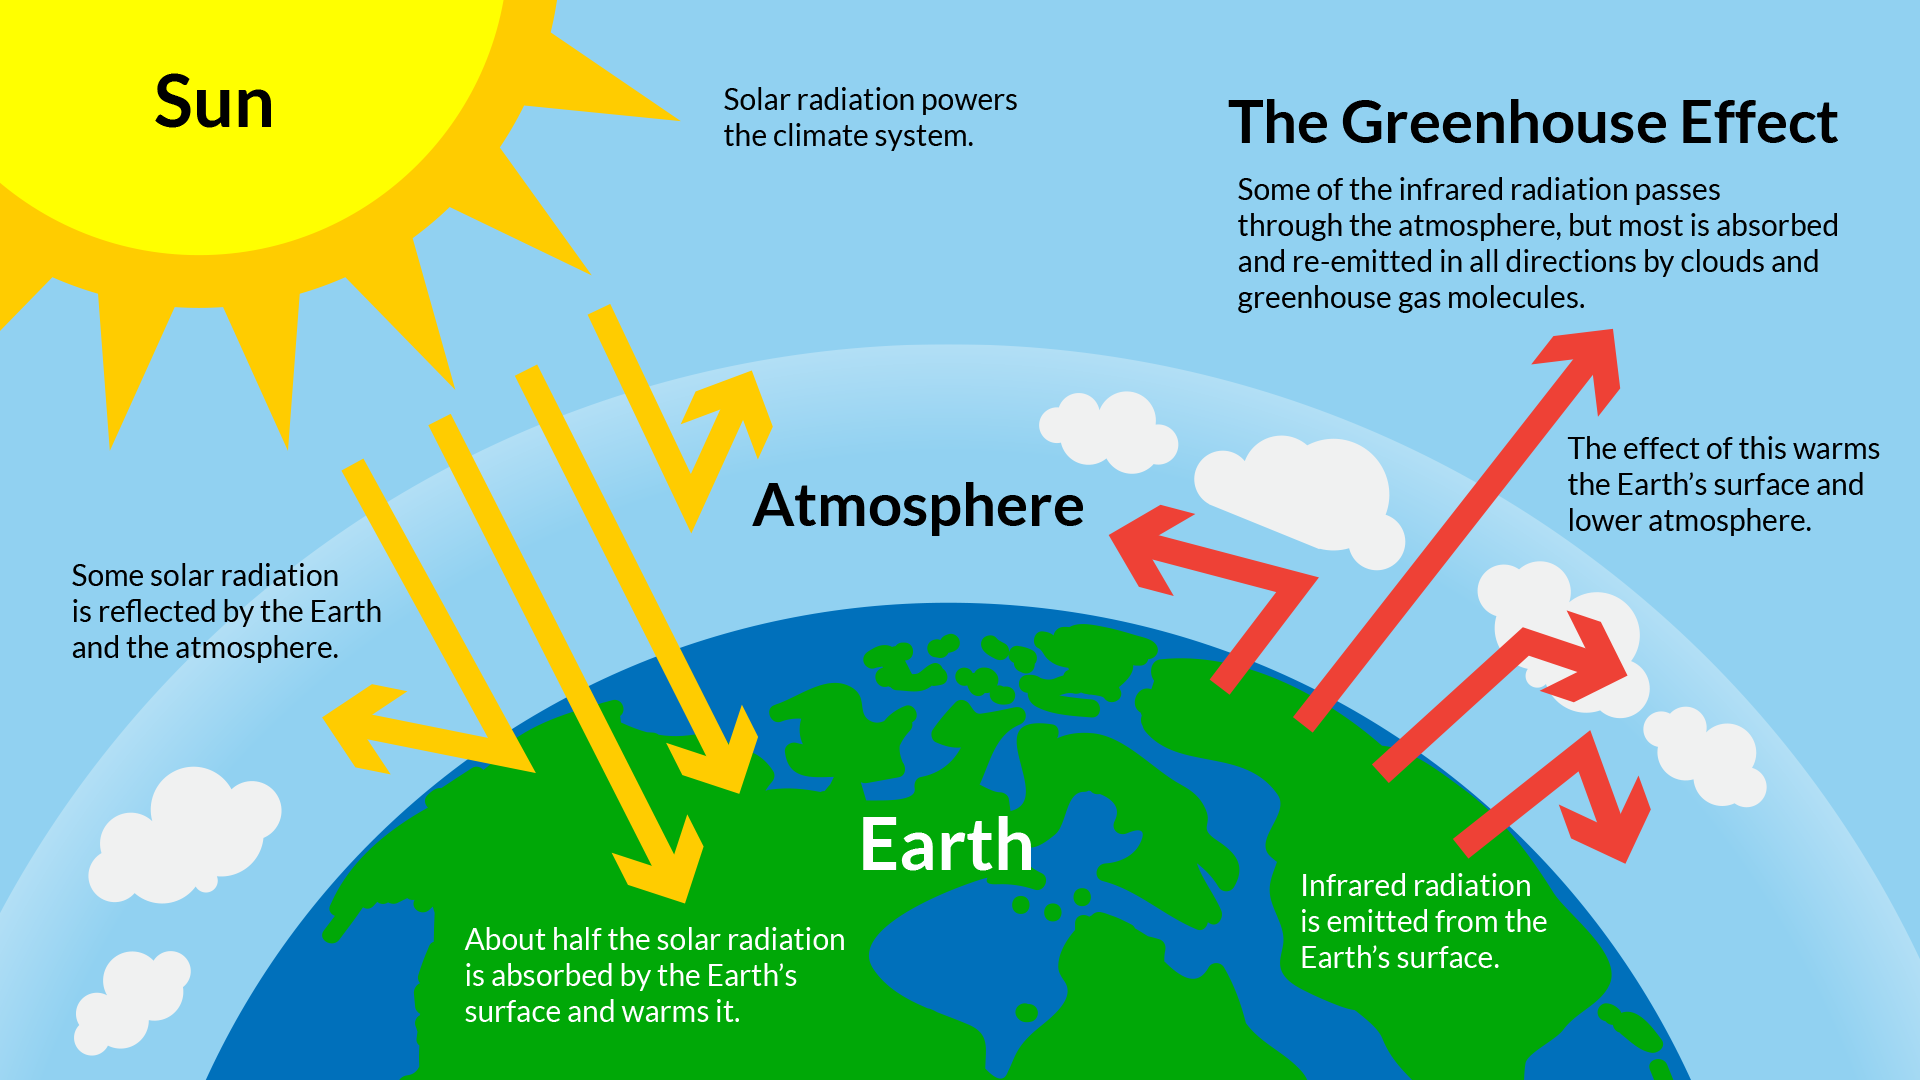 Sun
Solar radiation powers
the climate system.
The Greenhouse Effect
Some of the infrared radiation passes
through the atmosphere, but most is absorbed
and re-emitted in all directions by clouds and
greenhouse gas molecules.
The effect of this warms
the Earth’s surface and
lower atmosphere.
Atmosphere
Some solar radiation
is reflected by the Earth
and the atmosphere.
Earth
About half the solar radiation
is absorbed by the Earth’s
surface and warms it.
Infrared radiation
is emitted from the
Earth’s surface.